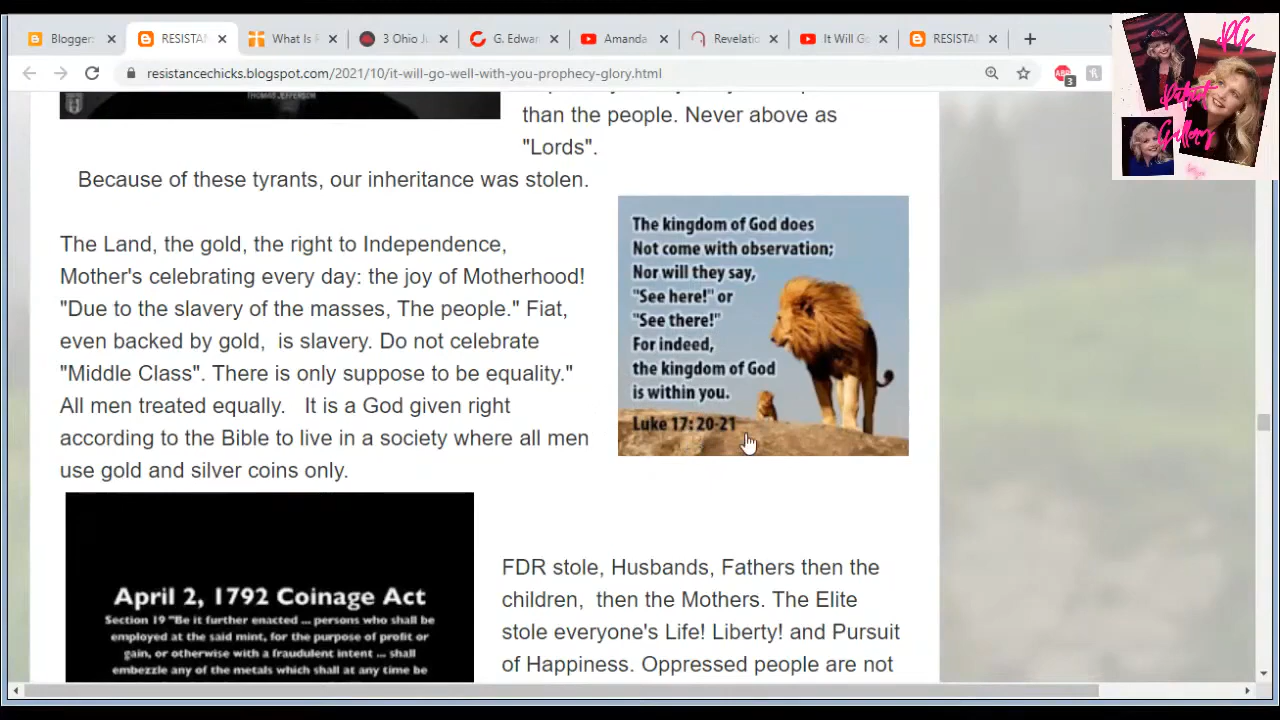 Blogger:
RESISTAN
What Is F
3 Ohio J
G. Edwar
Amanda
Revelatio
It Will Go
RESISTAN
resistancechicks.blogspot.com/2021/10/it-will-go-well-with-you-prophecy-glory.html
ABP
3
PG
Patriot
Gallery
THOMAS JEFFERSON
than the people. Never above as
"Lords".
Because of these tyrants, our inheritance was stolen.
The Land, the gold, the right to Independence,
Mother's celebrating every day: the joy of Motherhood!
"Due to the slavery of the masses, The people." Fiat,
even backed by gold,  is slavery. Do not celebrate
"Middle Class". There is only suppose to be equality."
All men treated equally.   It is a God given right
according to the Bible to live in a society where all men
use gold and silver coins only.
The kingdom of God does
Not come with observation;
Nor will they say,
"See here!" or
"See there!"
For indeed,
the kingdom of God
is within you.
Luke 17: 20-21
April 2, 1792 Coinage Act
Section 19 "Be it further enacted ... persons who shall be
employed at the said mint, for the purpose of profit or
gain, or otherwise with a fraudulent intent ... shall
embezzle any of the metals which shall at any time be
FDR stole, Husbands, Fathers then the
children,  then the Mothers. The Elite
stole everyone's Life! Liberty! and Pursuit
of Happiness. Oppressed people are not